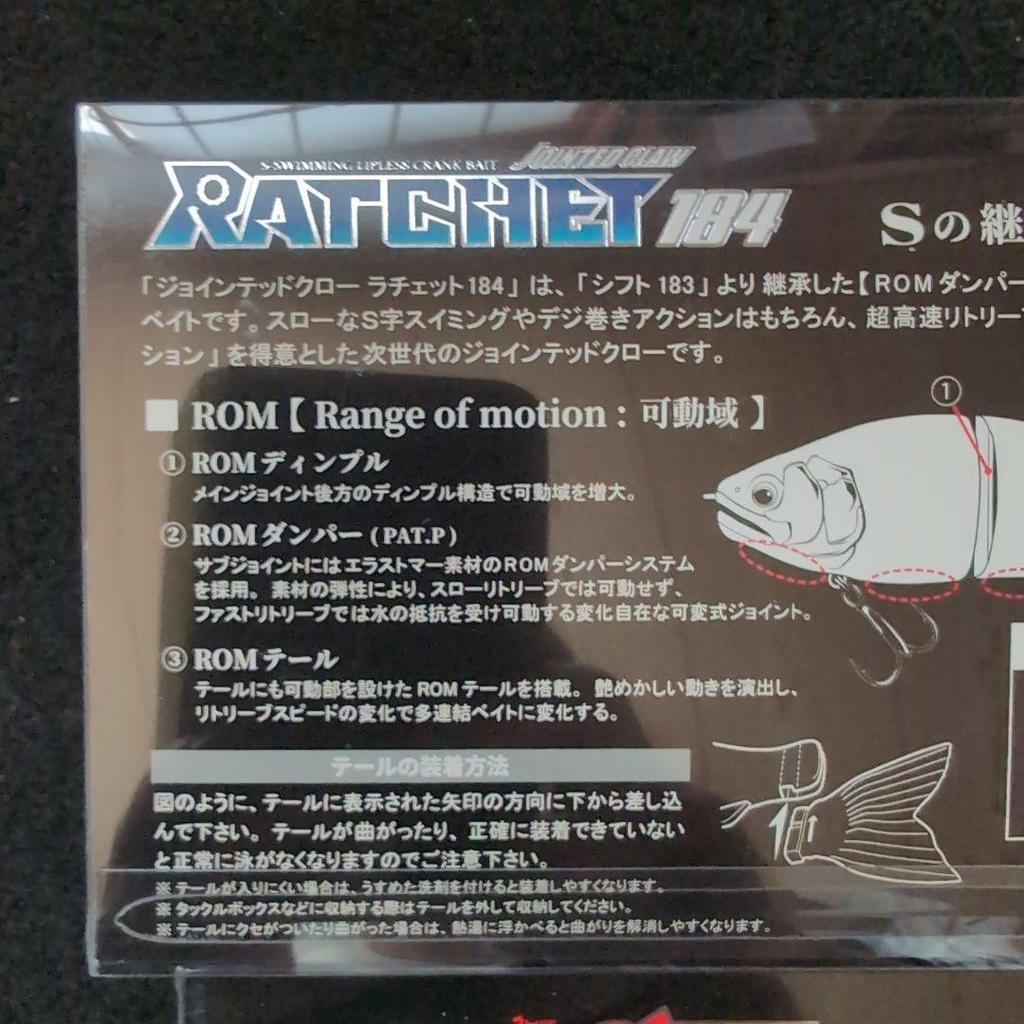 S-SWIMMING LIPLESS CRANK BAIT JOINTED CLAW
RATCHET 184
Sの継
「ジョインテッドクロー ラチェット184」は、「シフト183」より継承した【ROMダンパー
ベイトです。スローなS字スイミングやデジ巻きアクションはもちろん、超高速リトリー
ション」を得意とした次世代のジョインテッドクローです。
■ ROM【 Range of motion : 可動域 】
①
① ROMディンプル
メインジョイント後方のディンプル構造で可動域を増大。
② ROMダンパー ( PAT.P )
サブジョイントにはエラストマー素材のROMダンパーシステム
を採用。素材の弾性により、スローリトリーブでは可動せず、
ファストリトリーブでは水の抵抗を受け可動する変化自在な可変式ジョイント。
③ ROMテール
テールにも可動部を設けたROMテールを搭載。艶めかしい動きを演出し、
リトリーブスピードの変化で多連結ベイトに変化する。
テールの装着方法
図のように、テールに表示された矢印の方向に下から差し込
んで下さい。テールが曲がったり、正確に装着できていない
と正常に泳がなくなりますのでご注意下さい。
※ テールが入りにくい場合は、うすめた洗剤を付けると装着しやすくなります。
※ タックルボックスなどに収納する際はテールを外して収納してください。
※ テールにクセがついたり曲がった場合は、熱湯に浮かべると曲がりを解消しやすくなります。